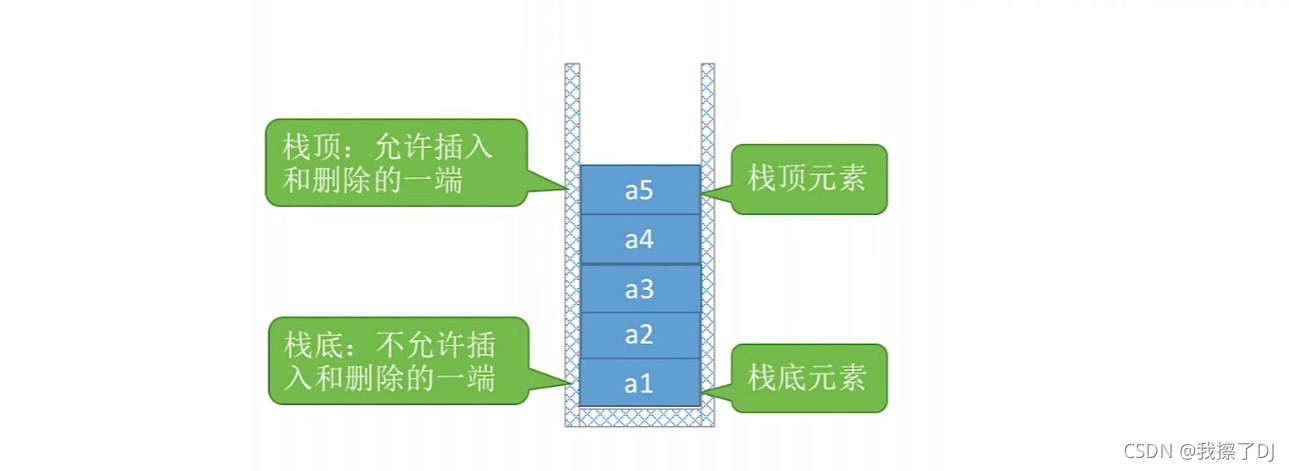 栈顶：允许插入
和删除的一端
栈顶元素
a5
a4
a3
a2
a1
栈底：不允许插
入和删除的一端
栈底元素
CSDN @我擦了DJ